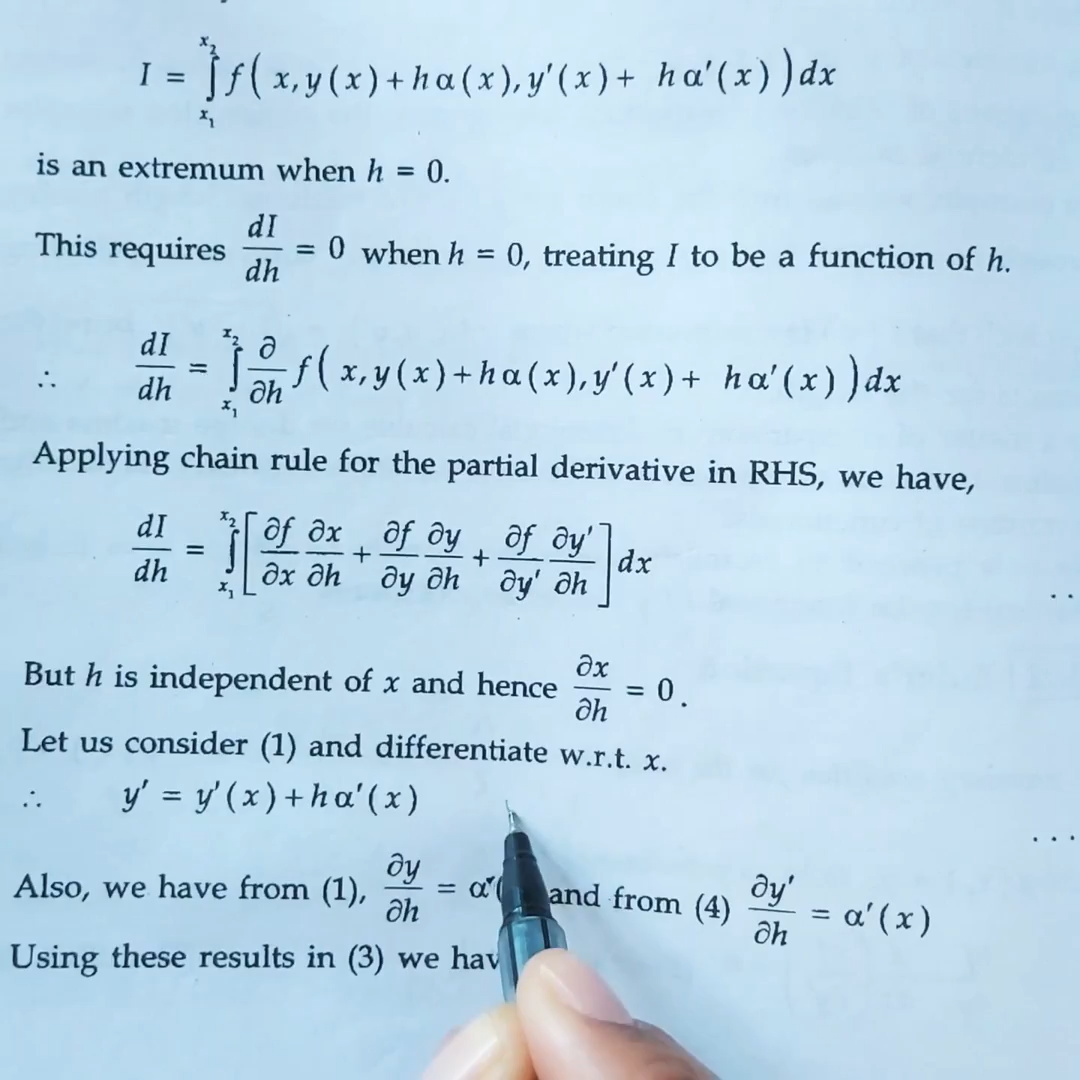 I = ∫_{x₁}^{x₂} f( x, y(x) + hα(x), y′(x) + hα′(x) ) dx
is an extremum when h = 0.
This requires dI/dh = 0 when h = 0, treating I to be a function of h.
∴ dI/dh = ∫_{x₁}^{x₂} ∂/∂h f( x, y(x) + hα(x), y′(x) + hα′(x) ) dx
Applying chain rule for the partial derivative in RHS, we have,
dI/dh = ∫_{x₁}^{x₂} [ ∂f/∂x ∂x/∂h + ∂f/∂y ∂y/∂h + ∂f/∂y′ ∂y′/∂h ] dx ..
But h is independent of x and hence ∂x/∂h = 0.
Let us consider (1) and differentiate w.r.t. x.
∴ y′ = y′(x) + hα′(x) ...
Also, we have from (1), ∂y/∂h = α( and from (4) ∂y′/∂h = α′(x)
Using these results in (3) we hav